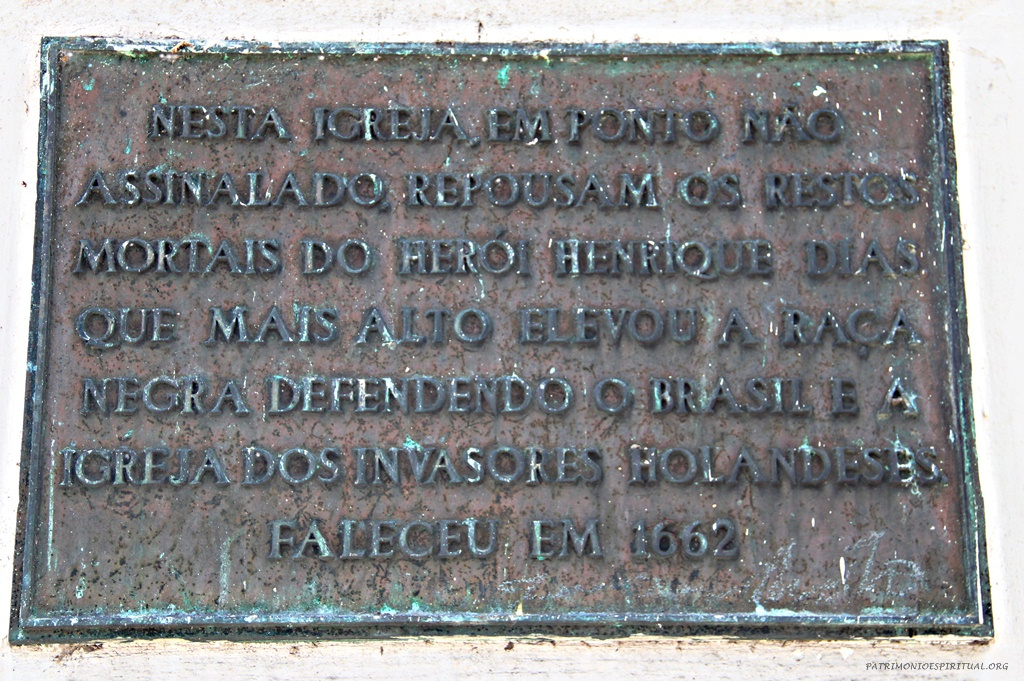 NESTA IGREJA, EM PONTO NÃO
ASSINALADO, REPOUSAM OS RESTOS
MORTAIS DO HERÓI HENRIQUE DIAS
QUE MAIS ALTO ELEVOU A RAÇA
NEGRA DEFENDENDO O BRASIL E A
IGREJA DOS INVASORES HOLANDESES.
FALECEU EM 1662
PATRIMONIOESPIRITUAL.ORG